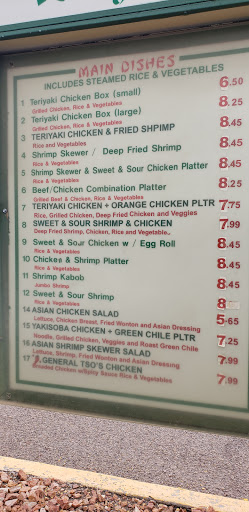 MAIN DISHES
INCLUDES STEAMED RICE & VEGETABLES
1 Teriyaki Chicken Box (small) 6.50
Grilled Chicken, Rice & Vegetables
2 Teriyaki Chicken Box (large) 8.25
Grilled Chicken, Rice & Vegetables
3 TERIYAKI CHICKEN & FRIED SHPIMP 8.45
Rice and Vegetables
4 Shrimp Skewer / Deep Fried Shrimp 8.45
Rice & Vegetables
5 Shrimp Skewer & Sweet & Sour Chicken Platter 8.45
Rice & Vegetables
6 Beef/Chicken Combination Platter 8.25
Grilled Beef & Chicken, Rice & Vegetables
7 TERIYAKI CHICKEN + ORANGE CHICKEN PLTR 7.75
Rice, Grilled Chicken, Deep Fried Chicken and Veggies
8 SWEET & SOUR SHRIMP & CHICKEN 7.99
Deep Fried Shrimp, Chicken, Rice and Vegetable..
9 Sweet & Sour Chicken w / Egg Roll 8.45
Rice & Vegetables
10 Chicken & Shrimp Platter 8.45
Rice & Vegetables
11 Shrimp Kabob 8.45
Jumbo Shrimp
12 Sweet & Sour Shrimp 8
Rice & Vegetables
14 ASIAN CHICKEN SALAD 5-65
Lettuce, Chicken Breast, Fried Wonton and Asian Dressing
15 YAKISOBA CHICKEN + GREEN CHILE PLTR 7.25
Noodle, Grilled Chicken, Veggies and Roast Green Chile
16 ASIAN SHRIMP SKEWER SALAD 7.99
Lettuce, Shrimp, Fried Wonton and Asian Dressing
17 GENERAL TSO'S CHICKEN 7.99
Breaded Chicken w/Spicy Sauce Rice & Vegetables